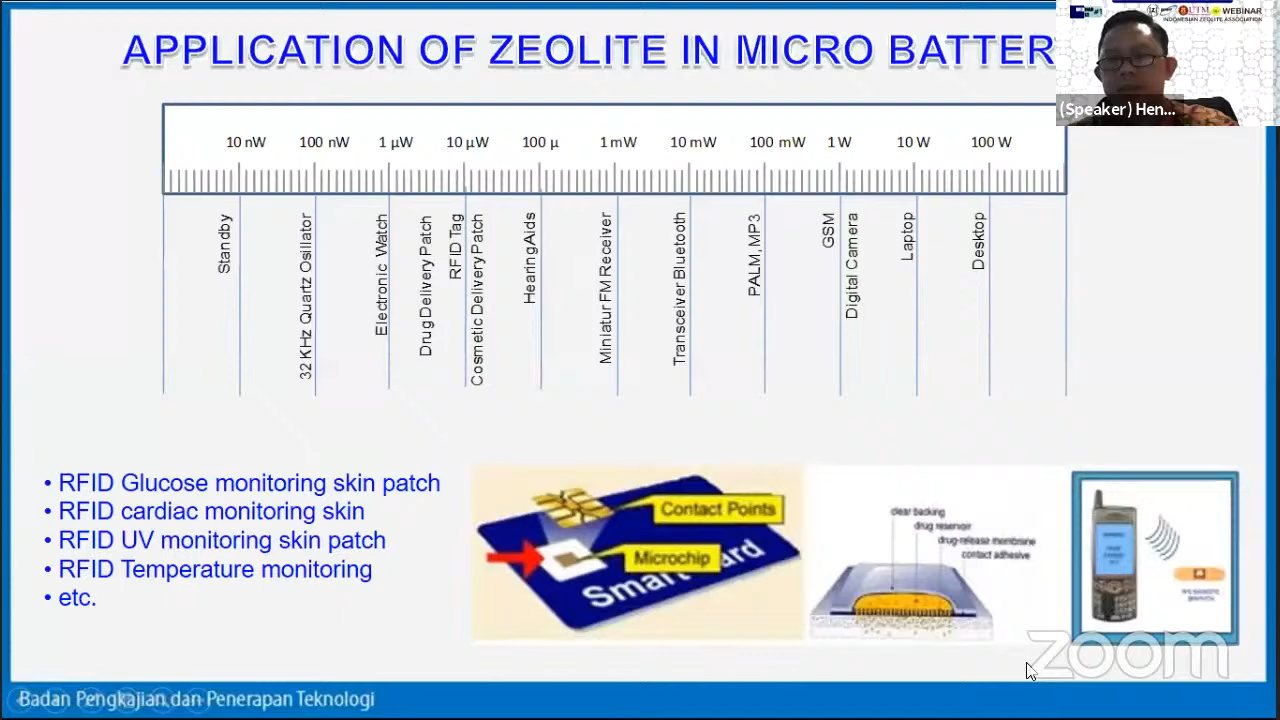 WEBINAR
INDONESIAN ZEOLITE ASSOCIATION
APPLICATION OF ZEOLITE IN MICRO BATTER
(Speaker) Hen...
10 nW 100 nW 1 µW 10 µW 100 µ 1 mW 10 mW 100 mW 1 W 10 W 100 W
Standby
32 KHz Quartz Osillator
Electronic Watch
Drug Delivery Patch
RFID Tag
Cosmetic Delivery Patch
Hearing Aids
Miniatur FM Receiver
Transceiver Bluetooth
PALM, MP3
GSM
Digital Camera
Laptop
Desktop
• RFID Glucose monitoring skin patch
• RFID cardiac monitoring skin
• RFID UV monitoring skin patch
• RFID Temperature monitoring
• etc.
Contact Points
Microchip
Smart Card
clear backing
drug reservoir
drug-release membrane
contact adhesive
zoom
Badan Pengkajian dan Penerapan Teknologi